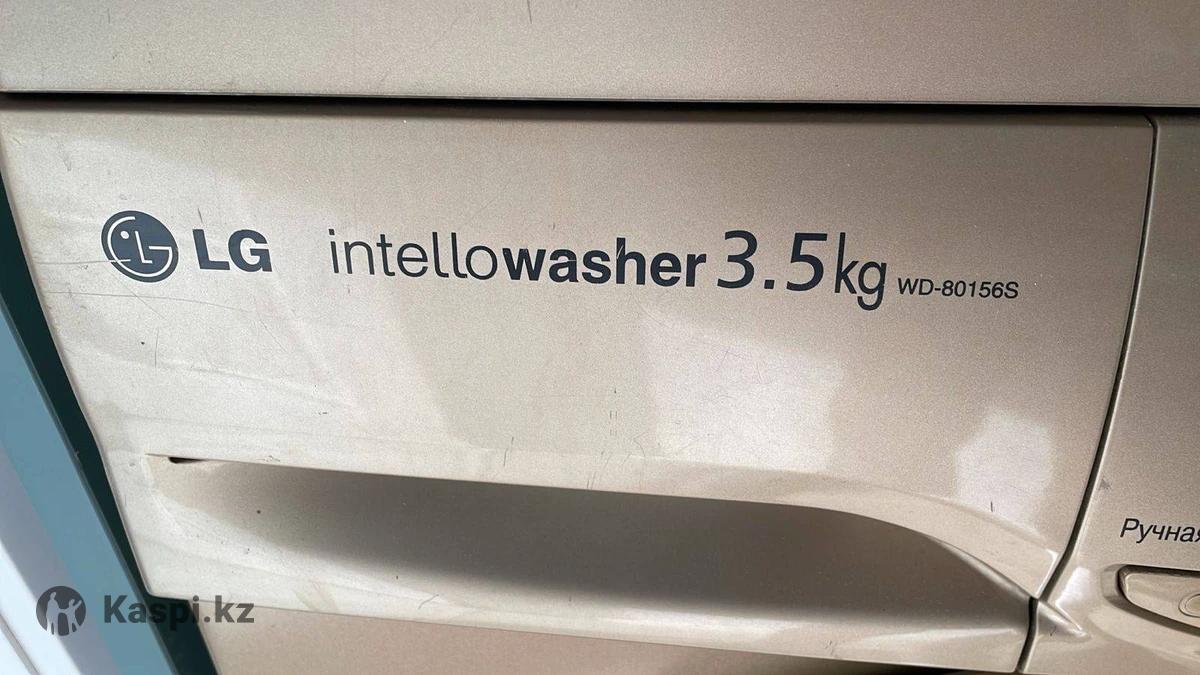 LG intellowasher 3.5kg WD-80156S
Ручная
Kaspi.kz